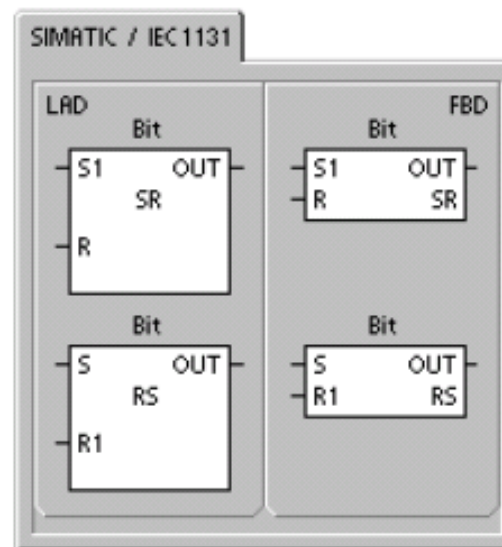 SIMATIC / IEC1131
LAD
Bit
S1 OUT
SR
R
Bit
S OUT
RS
R1
FBD
Bit
S1 OUT
R SR
Bit
S OUT
R1 RS